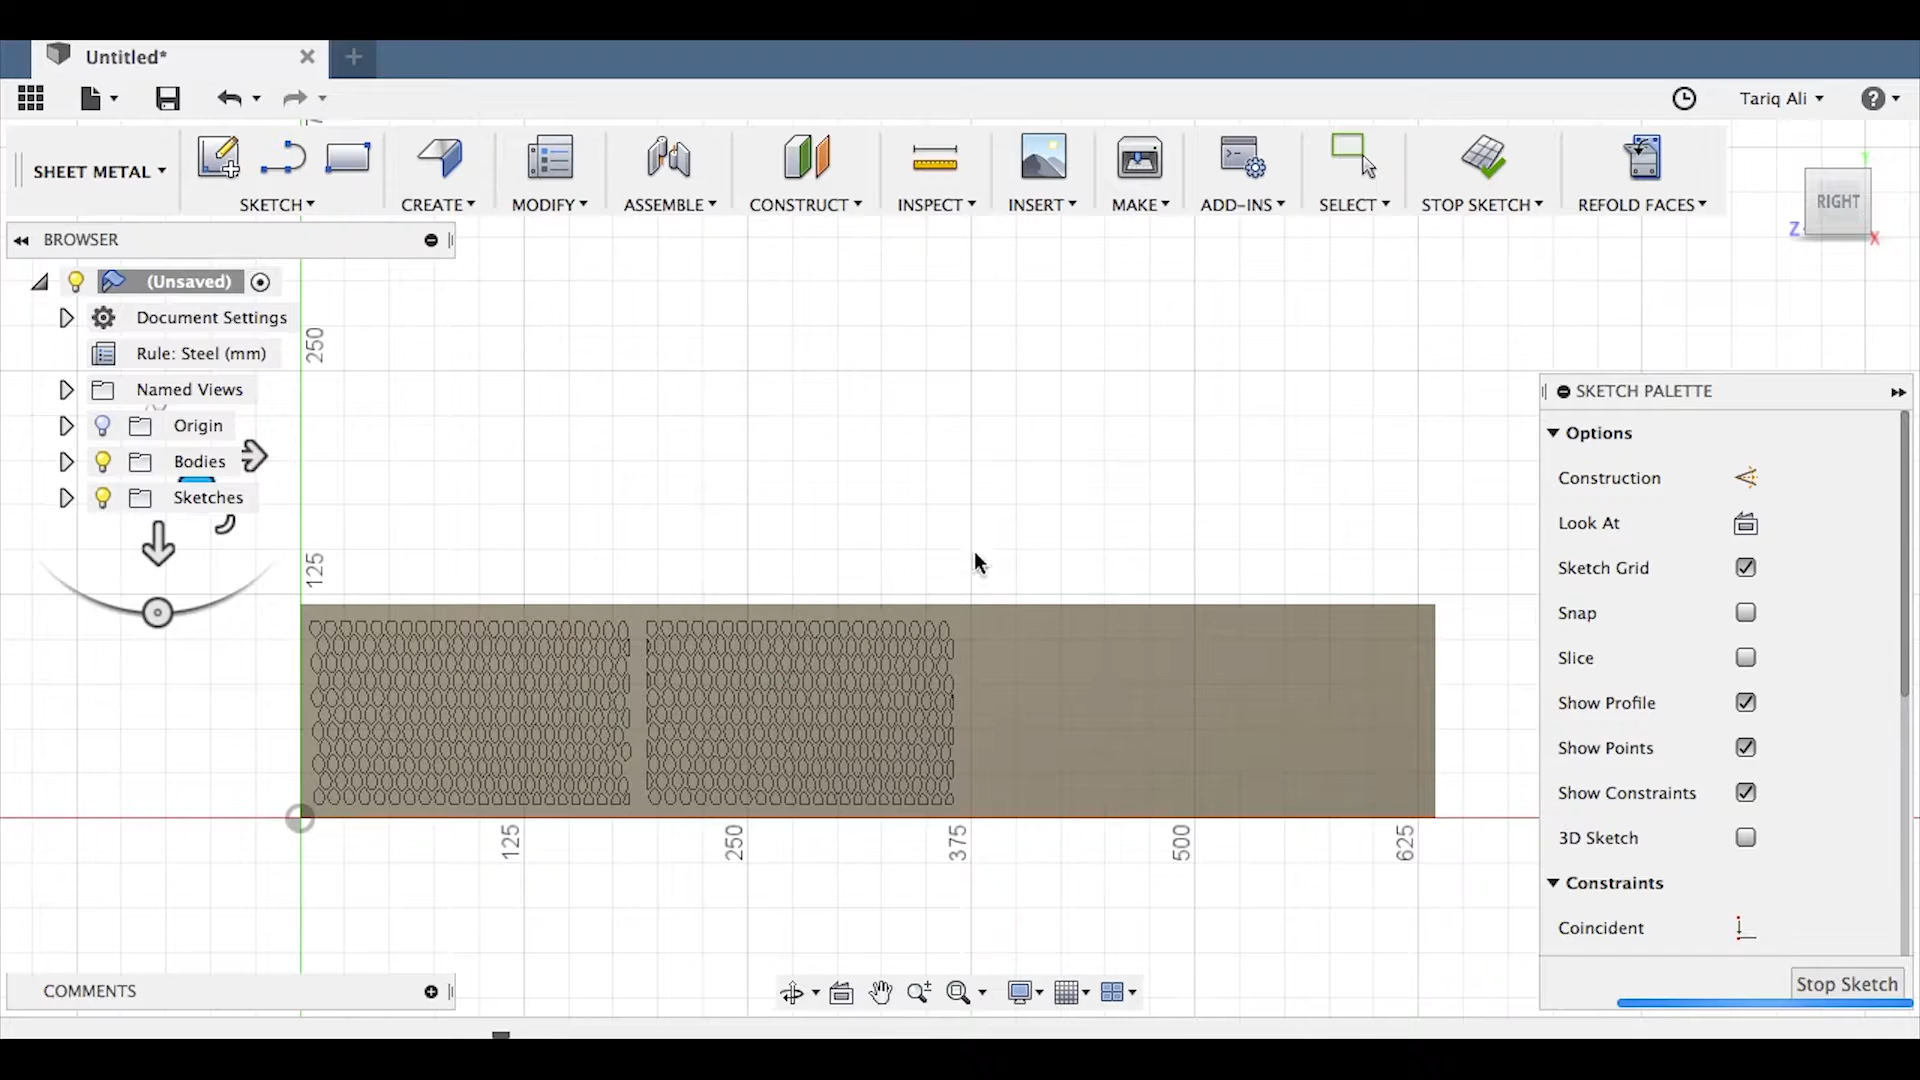 Untitled*
Tariq Ali
SHEET METAL
SKETCH
CREATE
MODIFY
ASSEMBLE
CONSTRUCT
INSPECT
INSERT
MAKE
ADD-INS
SELECT
STOP SKETCH
REFOLD FACES
RIGHT
Y
Z
X
BROWSER
(Unsaved)
Document Settings
Rule: Steel (mm)
Named Views
Origin
Bodies
Sketches
250
125
125
250
375
500
625
SKETCH PALETTE
Options
Construction
Look At
Sketch Grid
Snap
Slice
Show Profile
Show Points
Show Constraints
3D Sketch
Constraints
Coincident
Stop Sketch
COMMENTS